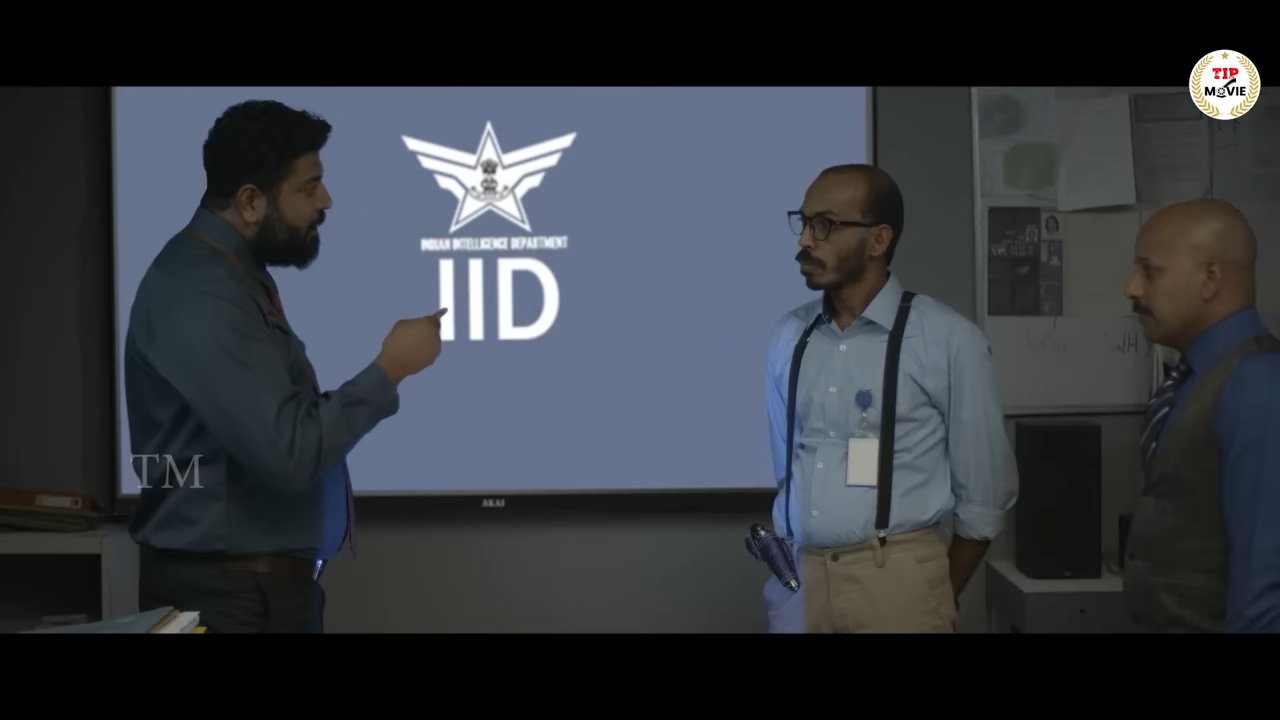 TIP
MOVIE
INDIAN INTELLIGENCE DEPARTMENT
IID
TM
AKAI